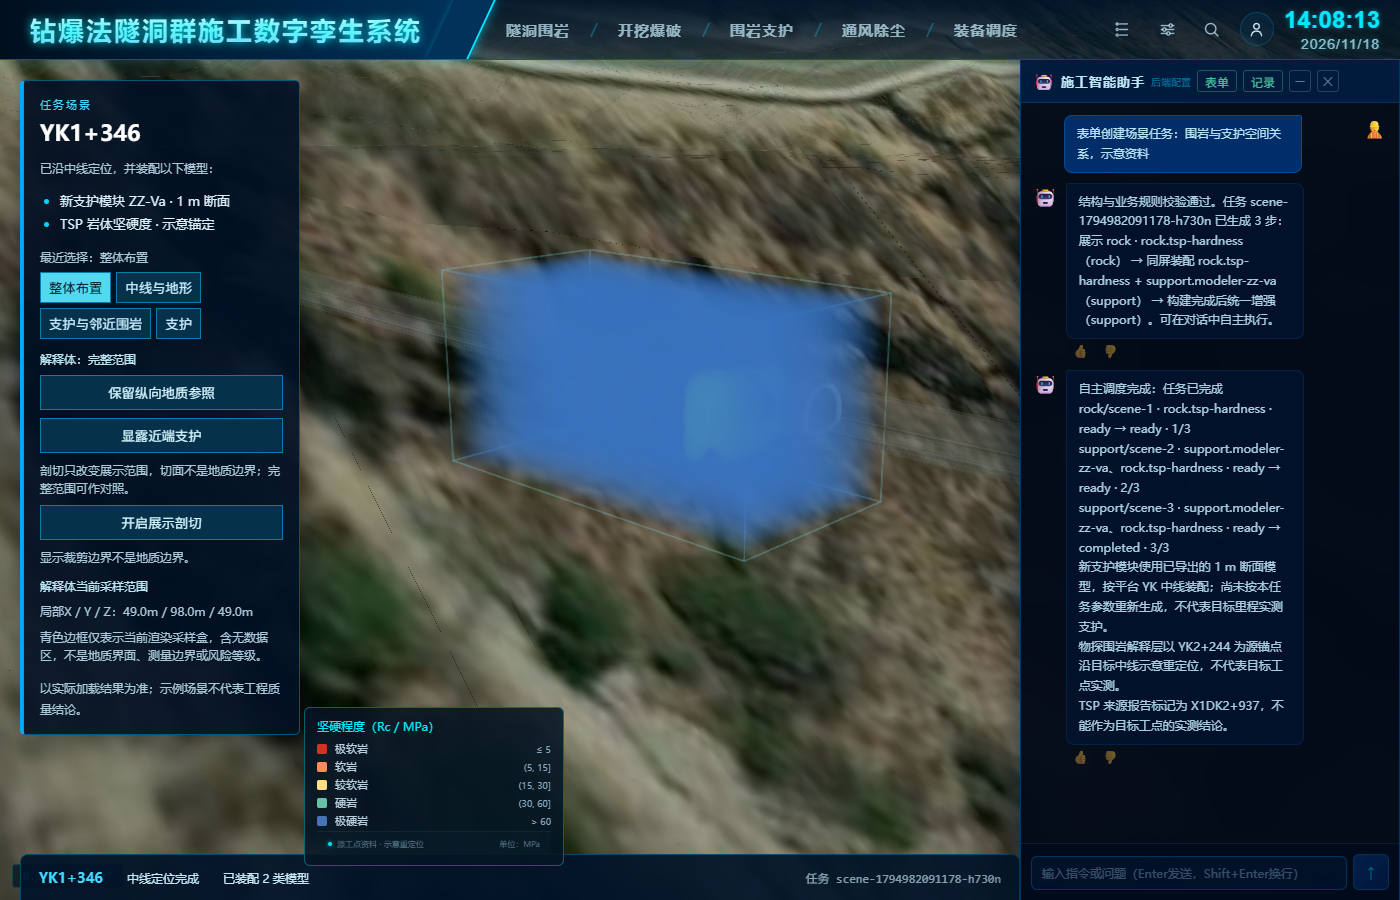 钻爆法隧洞群施工数字孪生系统
隧洞围岩 / 开挖爆破 / 围岩支护 / 通风除尘 / 装备调度
14:08:13
2026/11/18
任务场景
YK1+346
已沿中线定位，并装配以下模型：
新支护模块 ZZ-Va · 1 m 断面
TSP 岩体坚硬度 · 示意锚定
最近选择：整体布置
整体布置 中线与地形
支护与邻近围岩 支护
解释体：完整范围
保留纵向地质参照
显露近端支护
剖切只改变展示范围，切面不是地质边界；完
整范围可作对照。
开启展示剖切
显示裁剪边界不是地质边界。
解释体当前采样范围
局部X / Y / Z：49.0m / 98.0m / 49.0m
青色边框仅表示当前渲染采样盒，含无数据
区，不是地质界面、测量边界或风险等级。
以实际加载结果为准；示例场景不代表工程质
量结论。
坚硬程度（Rc / MPa）
极软岩 ≤ 5
软岩 (5, 15]
较软岩 (15, 30]
硬岩 (30, 60]
极硬岩 > 60
源工点资料 · 示意重定位 单位：MPa
YK1+346 中线定位完成 已装配 2 类模型 任务 scene-1794982091178-h730n
施工智能助手 后端配置 表单 记录
表单创建场景任务：围岩与支护空间关
系，示意资料
结构与业务规则校验通过。任务 scene-
1794982091178-h730n 已生成 3 步：
展示 rock · rock.tsp-hardness
（rock） → 同屏装配 rock.tsp-
hardness + support.modeler-zz-va
（support） → 构建完成后统一增强
（support）。可在对话中自主执行。
自主调度完成：任务已完成
rock/scene-1 · rock.tsp-hardness ·
ready → ready · 1/3
support/scene-2 · support.modeler-
zz-va、rock.tsp-hardness · ready →
ready · 2/3
support/scene-3 · support.modeler-
zz-va、rock.tsp-hardness · ready →
completed · 3/3
新支护模块使用已导出的 1 m 断面模
型，按平台 YK 中线装配；尚未按本任
务参数重新生成，不代表目标里程实测
支护。
物探围岩解释层以 YK2+244 为源锚点
沿目标中线示意重定位，不代表目标工
点实测。
TSP 来源报告标记为 X1DK2+937，不
能作为目标工点的实测结论。
输入指令或问题（Enter发送，Shift+Enter换行）